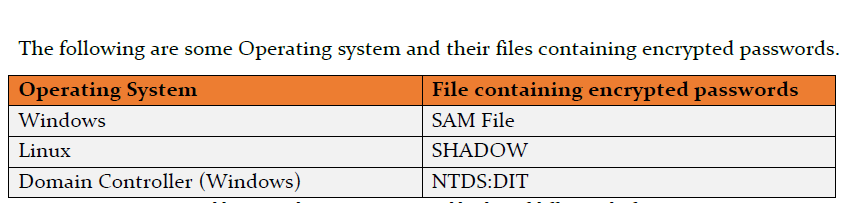 The following are some Operating system and their files containing encrypted passwords.
Operating System File containing encrypted passwords
Windows SAM File
Linux SHADOW
Domain Controller (Windows) NTDS:DIT